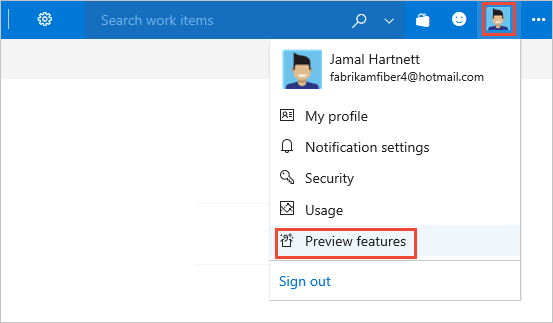 Search work items
Jamal Hartnett
fabrikamfiber4@hotmail.com
My profile
Notification settings
Security
Usage
Preview features
Sign out